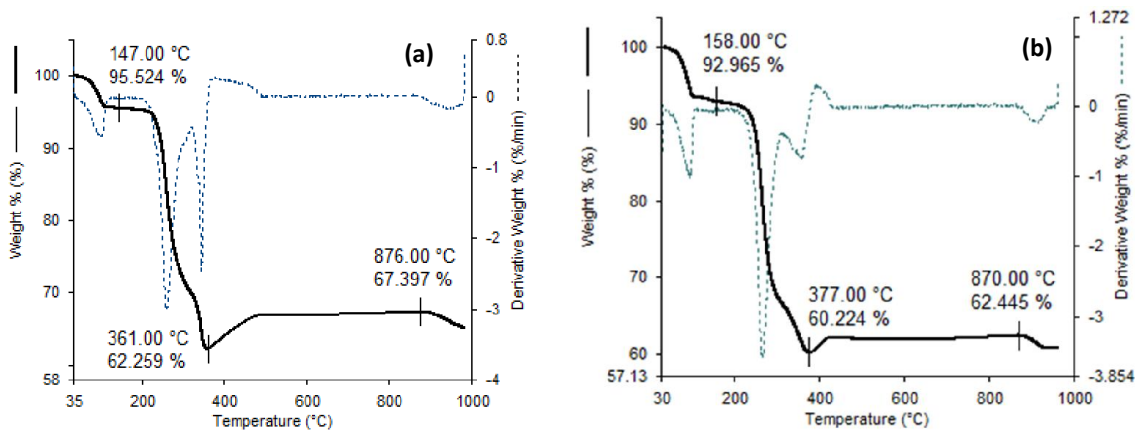 (a)
147.00 °C
95.524 %
876.00 °C
67.397 %
361.00 °C
62.259 %
Weight % (%)
100
90
80
70
58
35
200
400
600
800
1000
Temperature (°C)
0.8
0
-1
-2
-3
-4
Derivative Weight % (%/min)
(b)
158.00 °C
92.965 %
870.00 °C
62.445 %
377.00 °C
60.224 %
Weight % (%)
100
90
80
70
60
57.13
30
200
400
600
800
1000
Temperature (°C)
1.272
0
-1
-2
-3
-3.854
Derivative Weight % (%/min)